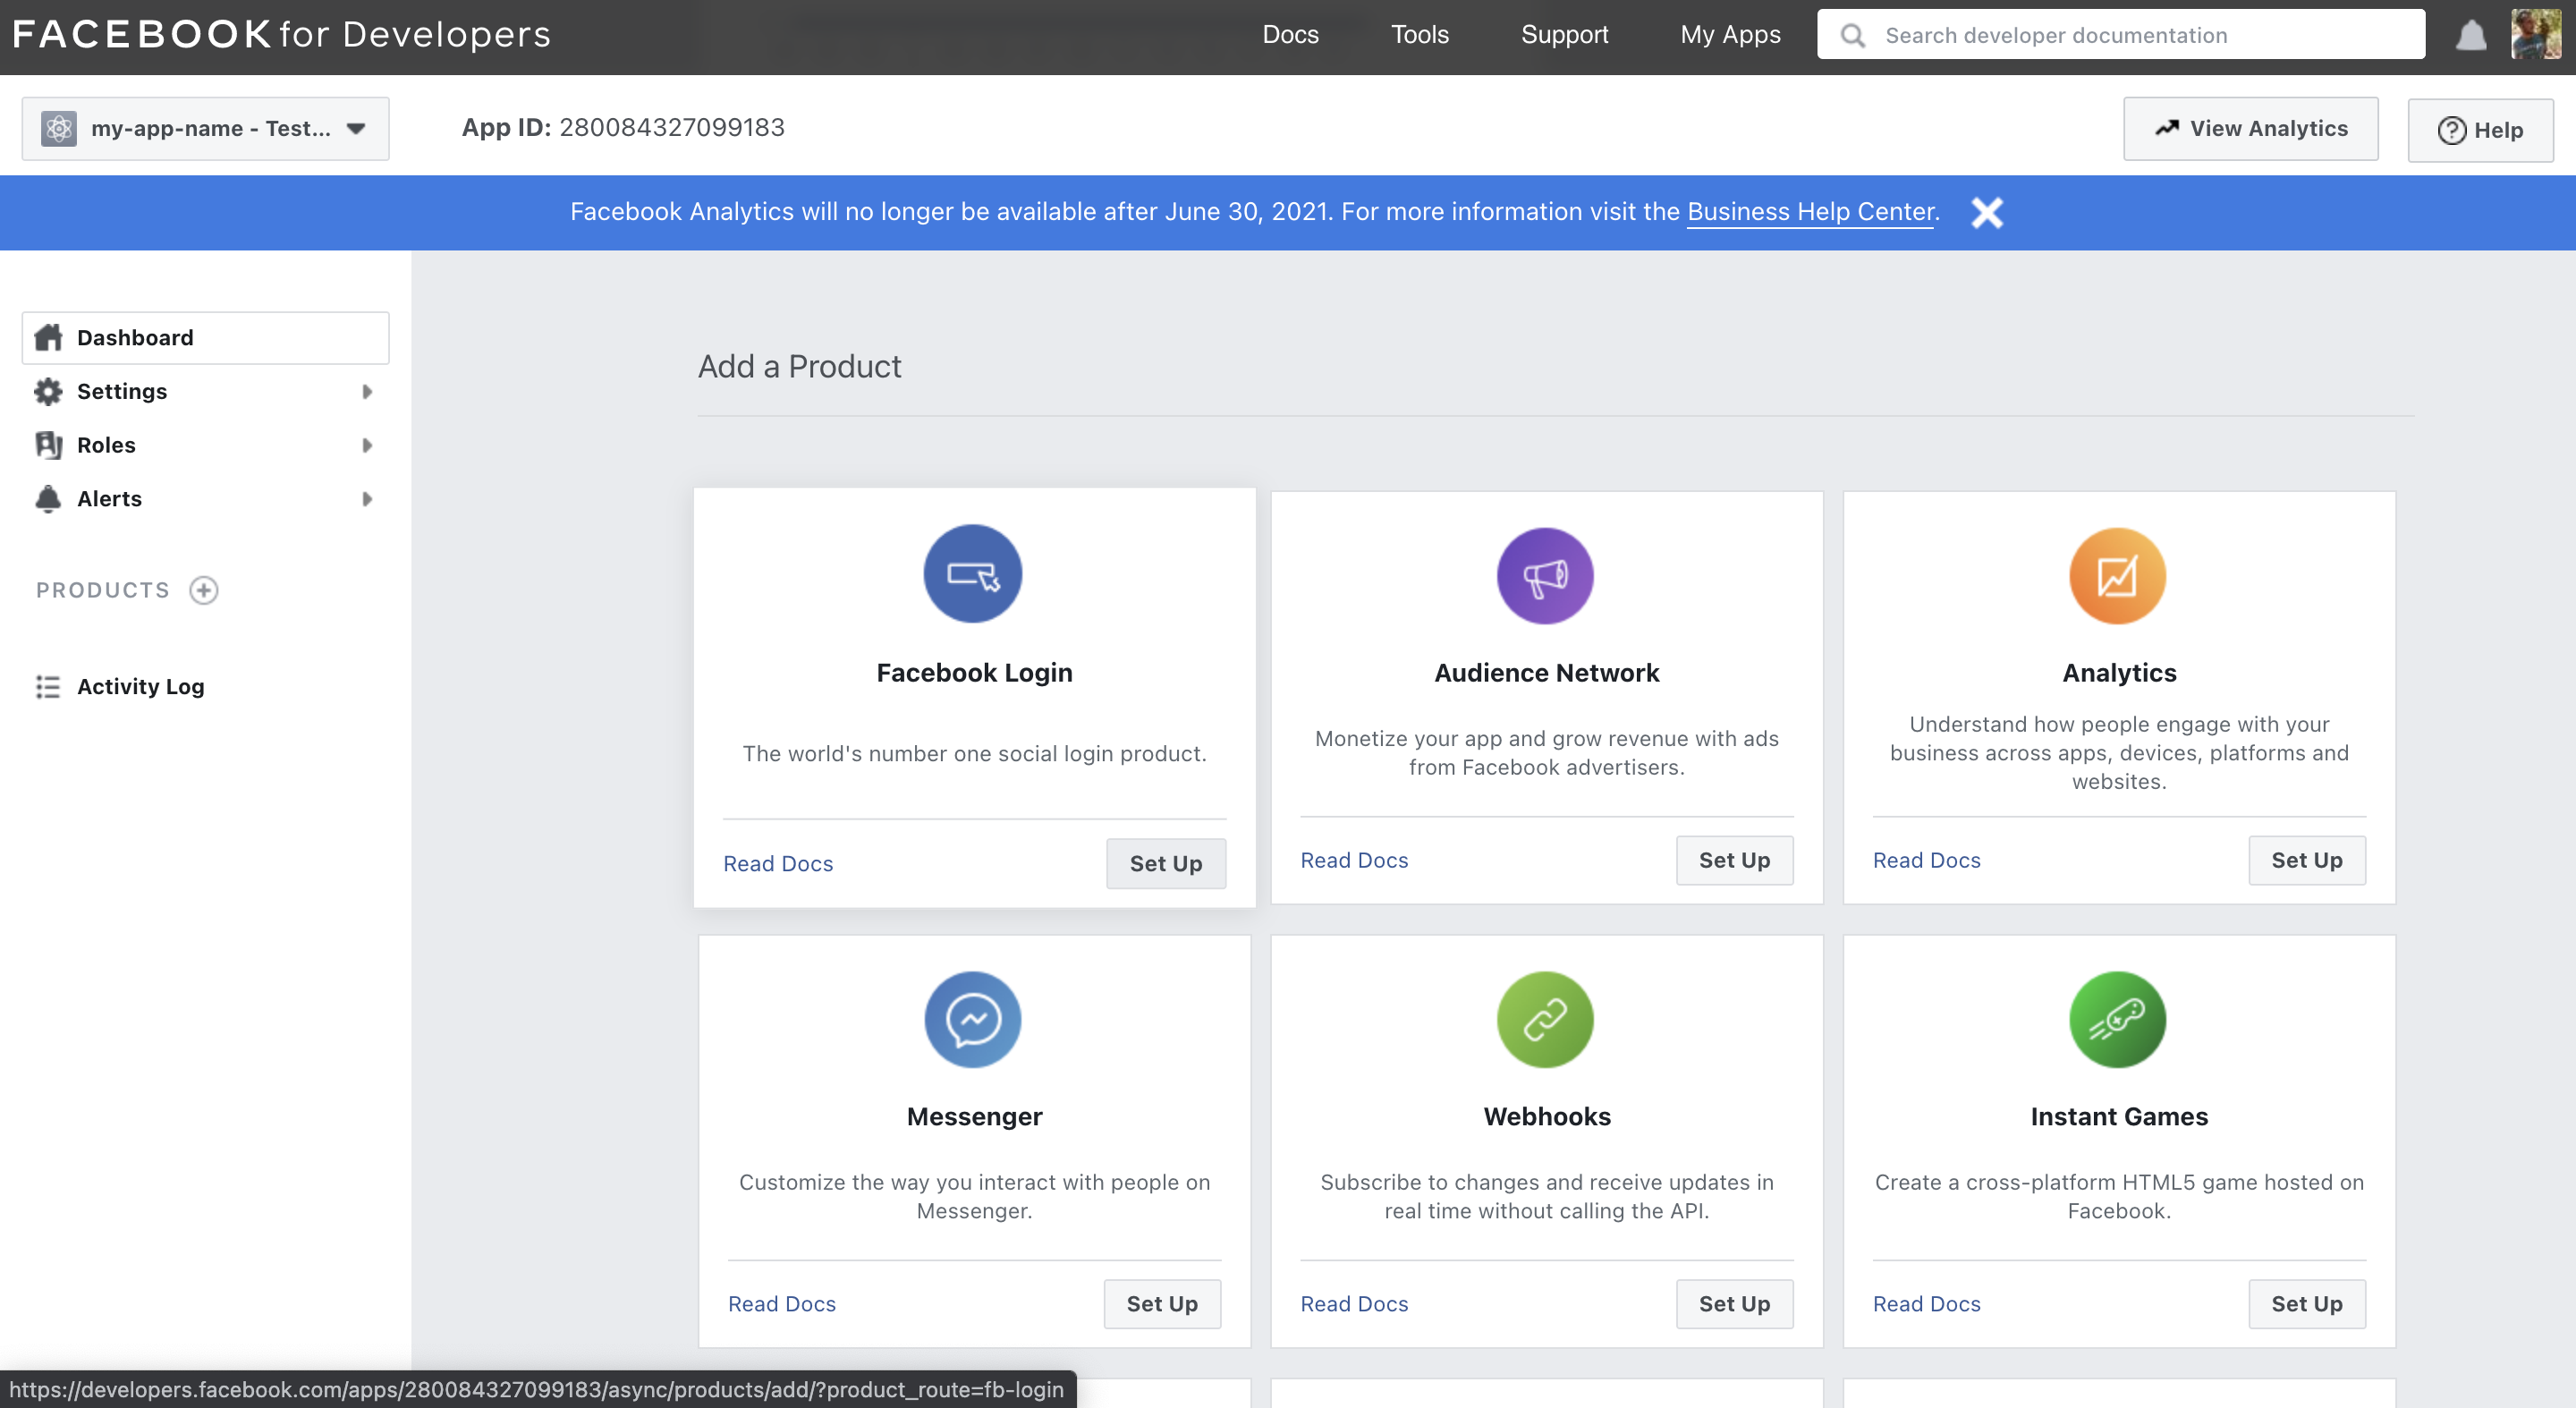 FACEBOOK for Developers
Docs
Tools
Support
My Apps
Search developer documentation
my-app-name - Test...
App ID: 280084327099183
View Analytics
Help
Facebook Analytics will no longer be available after June 30, 2021. For more information visit the Business Help Center.
Dashboard
Settings
Roles
Alerts
PRODUCTS
Activity Log
Add a Product
Facebook Login
The world's number one social login product.
Read Docs
Set Up
Audience Network
Monetize your app and grow revenue with ads
from Facebook advertisers.
Read Docs
Set Up
Analytics
Understand how people engage with your
business across apps, devices, platforms and
websites.
Read Docs
Set Up
Messenger
Customize the way you interact with people on
Messenger.
Read Docs
Set Up
Webhooks
Subscribe to changes and receive updates in
real time without calling the API.
Read Docs
Set Up
Instant Games
Create a cross-platform HTML5 game hosted on
Facebook.
Read Docs
Set Up
https://developers.facebook.com/apps/280084327099183/async/products/add/?product_route=fb-login